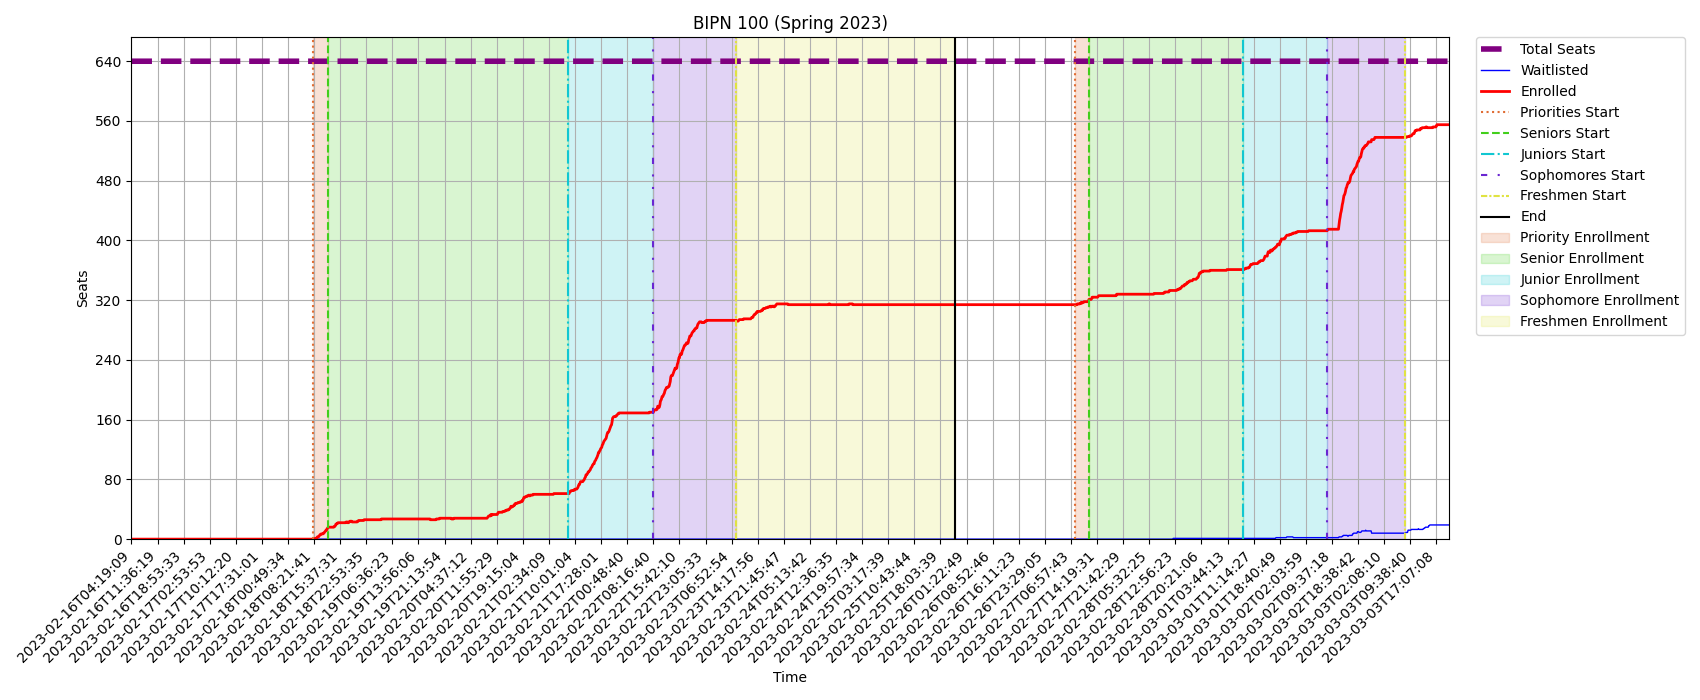 BIPN 100 (Spring 2023)
Seats
640
560
480
400
320
240
160
80
0
2023-02-16T04:19:09
2023-02-16T11:36:19
2023-02-16T18:53:33
2023-02-17T02:53:53
2023-02-17T10:12:20
2023-02-17T17:31:01
2023-02-18T00:49:34
2023-02-18T08:21:41
2023-02-18T15:37:31
2023-02-18T22:53:35
2023-02-19T06:36:23
2023-02-19T13:56:06
2023-02-19T21:13:54
2023-02-20T04:37:12
2023-02-20T11:55:29
2023-02-20T19:15:04
2023-02-21T02:34:09
2023-02-21T10:01:04
2023-02-21T17:28:01
2023-02-22T00:48:40
2023-02-22T08:16:40
2023-02-22T15:42:10
2023-02-22T23:05:33
2023-02-23T06:52:54
2023-02-23T14:17:56
2023-02-23T21:45:47
2023-02-24T05:13:42
2023-02-24T12:36:35
2023-02-24T19:57:34
2023-02-25T03:17:39
2023-02-25T10:43:44
2023-02-25T18:03:39
2023-02-26T01:22:49
2023-02-26T08:52:46
2023-02-26T16:11:23
2023-02-26T23:29:05
2023-02-27T06:57:43
2023-02-27T14:19:31
2023-02-27T21:42:29
2023-02-28T05:32:25
2023-02-28T12:56:23
2023-02-28T20:21:06
2023-03-01T03:44:13
2023-03-01T11:14:27
2023-03-01T18:40:49
2023-03-02T02:03:59
2023-03-02T09:37:18
2023-03-02T18:38:42
2023-03-03T02:08:10
2023-03-03T09:38:40
2023-03-03T17:07:08
Time
Total Seats
Waitlisted
Enrolled
Priorities Start
Seniors Start
Juniors Start
Sophomores Start
Freshmen Start
End
Priority Enrollment
Senior Enrollment
Junior Enrollment
Sophomore Enrollment
Freshmen Enrollment